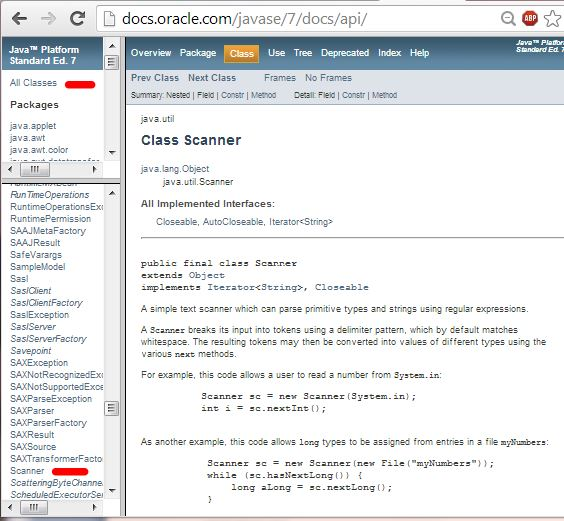 docs.oracle.com/javase/7/docs/api/
ABP
Java™ Platform
Standard Ed. 7
All Classes
Packages
java.applet
java.awt
java.awt.color
java.awt.datatransfer
RunTimeOperations
RuntimeOperationsExc
RuntimePermission
SAAJMetaFactory
SAAJResult
SafeVarargs
SampleModel
Sasl
SaslClient
SaslClientFactory
SaslException
SaslServer
SaslServerFactory
Savepoint
SAXException
SAXNotRecognizedExc
SAXNotSupportedExce
SAXParseException
SAXParser
SAXParserFactory
SAXResult
SAXSource
SAXTransformerFacto
Scanner
ScatteringByteChanne
ScheduledExecutorSer
Overview Package Class Use Tree Deprecated Index Help
Java™ Platfor
Standard Ed. 7
Prev Class Next Class Frames No Frames
Summary: Nested | Field | Constr | Method Detail: Field | Constr | Method
java.util
Class Scanner
java.lang.Object
java.util.Scanner
All Implemented Interfaces:
Closeable, AutoCloseable, Iterator<String>
public final class Scanner
extends Object
implements Iterator<String>, Closeable
A simple text scanner which can parse primitive types and strings using regular expressions.
A Scanner breaks its input into tokens using a delimiter pattern, which by default matches
whitespace. The resulting tokens may then be converted into values of different types using the
various next methods.
For example, this code allows a user to read a number from System.in:
Scanner sc = new Scanner(System.in);
int i = sc.nextInt();
As another example, this code allows long types to be assigned from entries in a file myNumbers:
Scanner sc = new Scanner(new File("myNumbers"));
while (sc.hasNextLong()) {
long aLong = sc.nextLong();
}